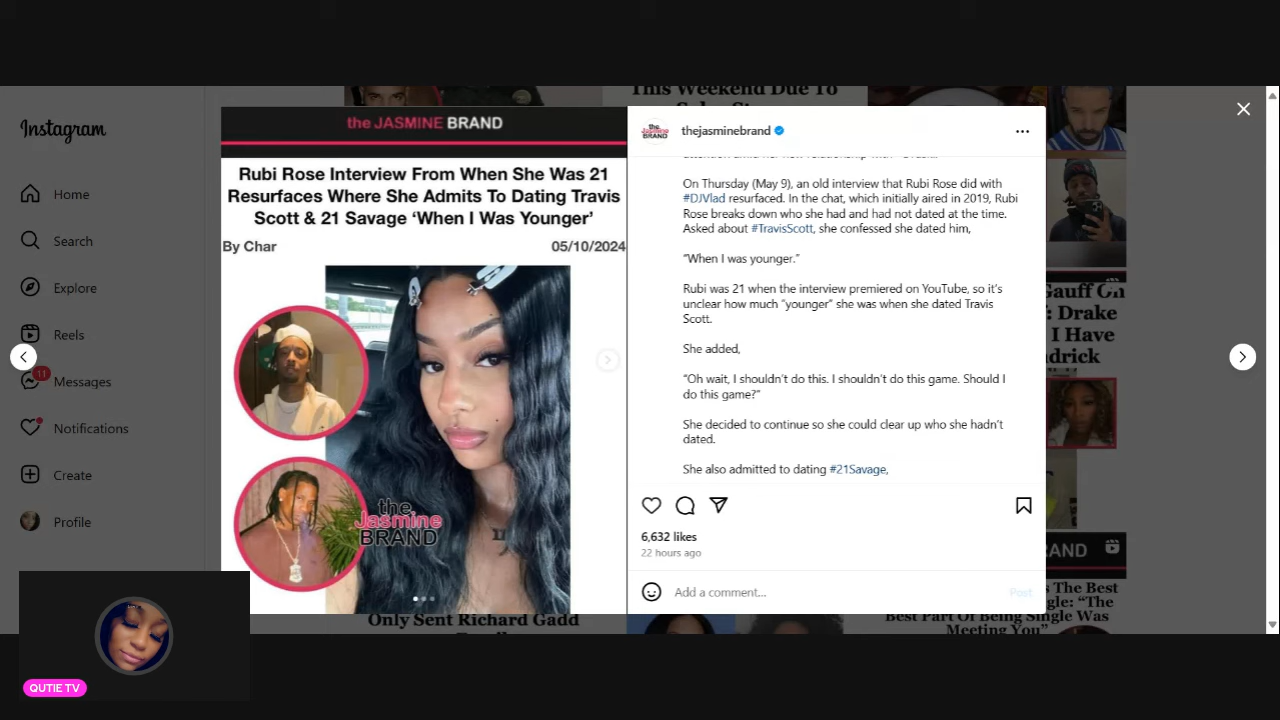 This Weekend Due To
Instagram
the JASMINE BRAND
thejasminebrand
Rubi Rose Interview From When She Was 21
Resurfaces Where She Admits To Dating Travis
Scott & 21 Savage ‘When I Was Younger’
By Char
05/10/2024
the
Jasmine
BRAND
On Thursday (May 9), an old interview that Rubi Rose did with
#DJVlad resurfaced. In the chat, which initially aired in 2019, Rubi
Rose breaks down who she had and had not dated at the time.
Asked about #TravisScott, she confessed she dated him,
“When I was younger.”
Rubi was 21 when the interview premiered on YouTube, so it’s
unclear how much “younger” she was when she dated Travis
Scott.
She added,
“Oh wait, I shouldn’t do this. I shouldn’t do this game. Should I
do this game?”
She decided to continue so she could clear up who she hadn’t
dated.
She also admitted to dating #21Savage,
6,632 likes
22 hours ago
Add a comment...
Post
Home
Search
Explore
Reels
11
Messages
Notifications
Create
Profile
Gauff On
: Drake
I Have
drick
AND
s The Best
gle: “The
Best Part Of Being Single Was
Meeting You”
Only Sent Richard Gadd
QUTIE TV